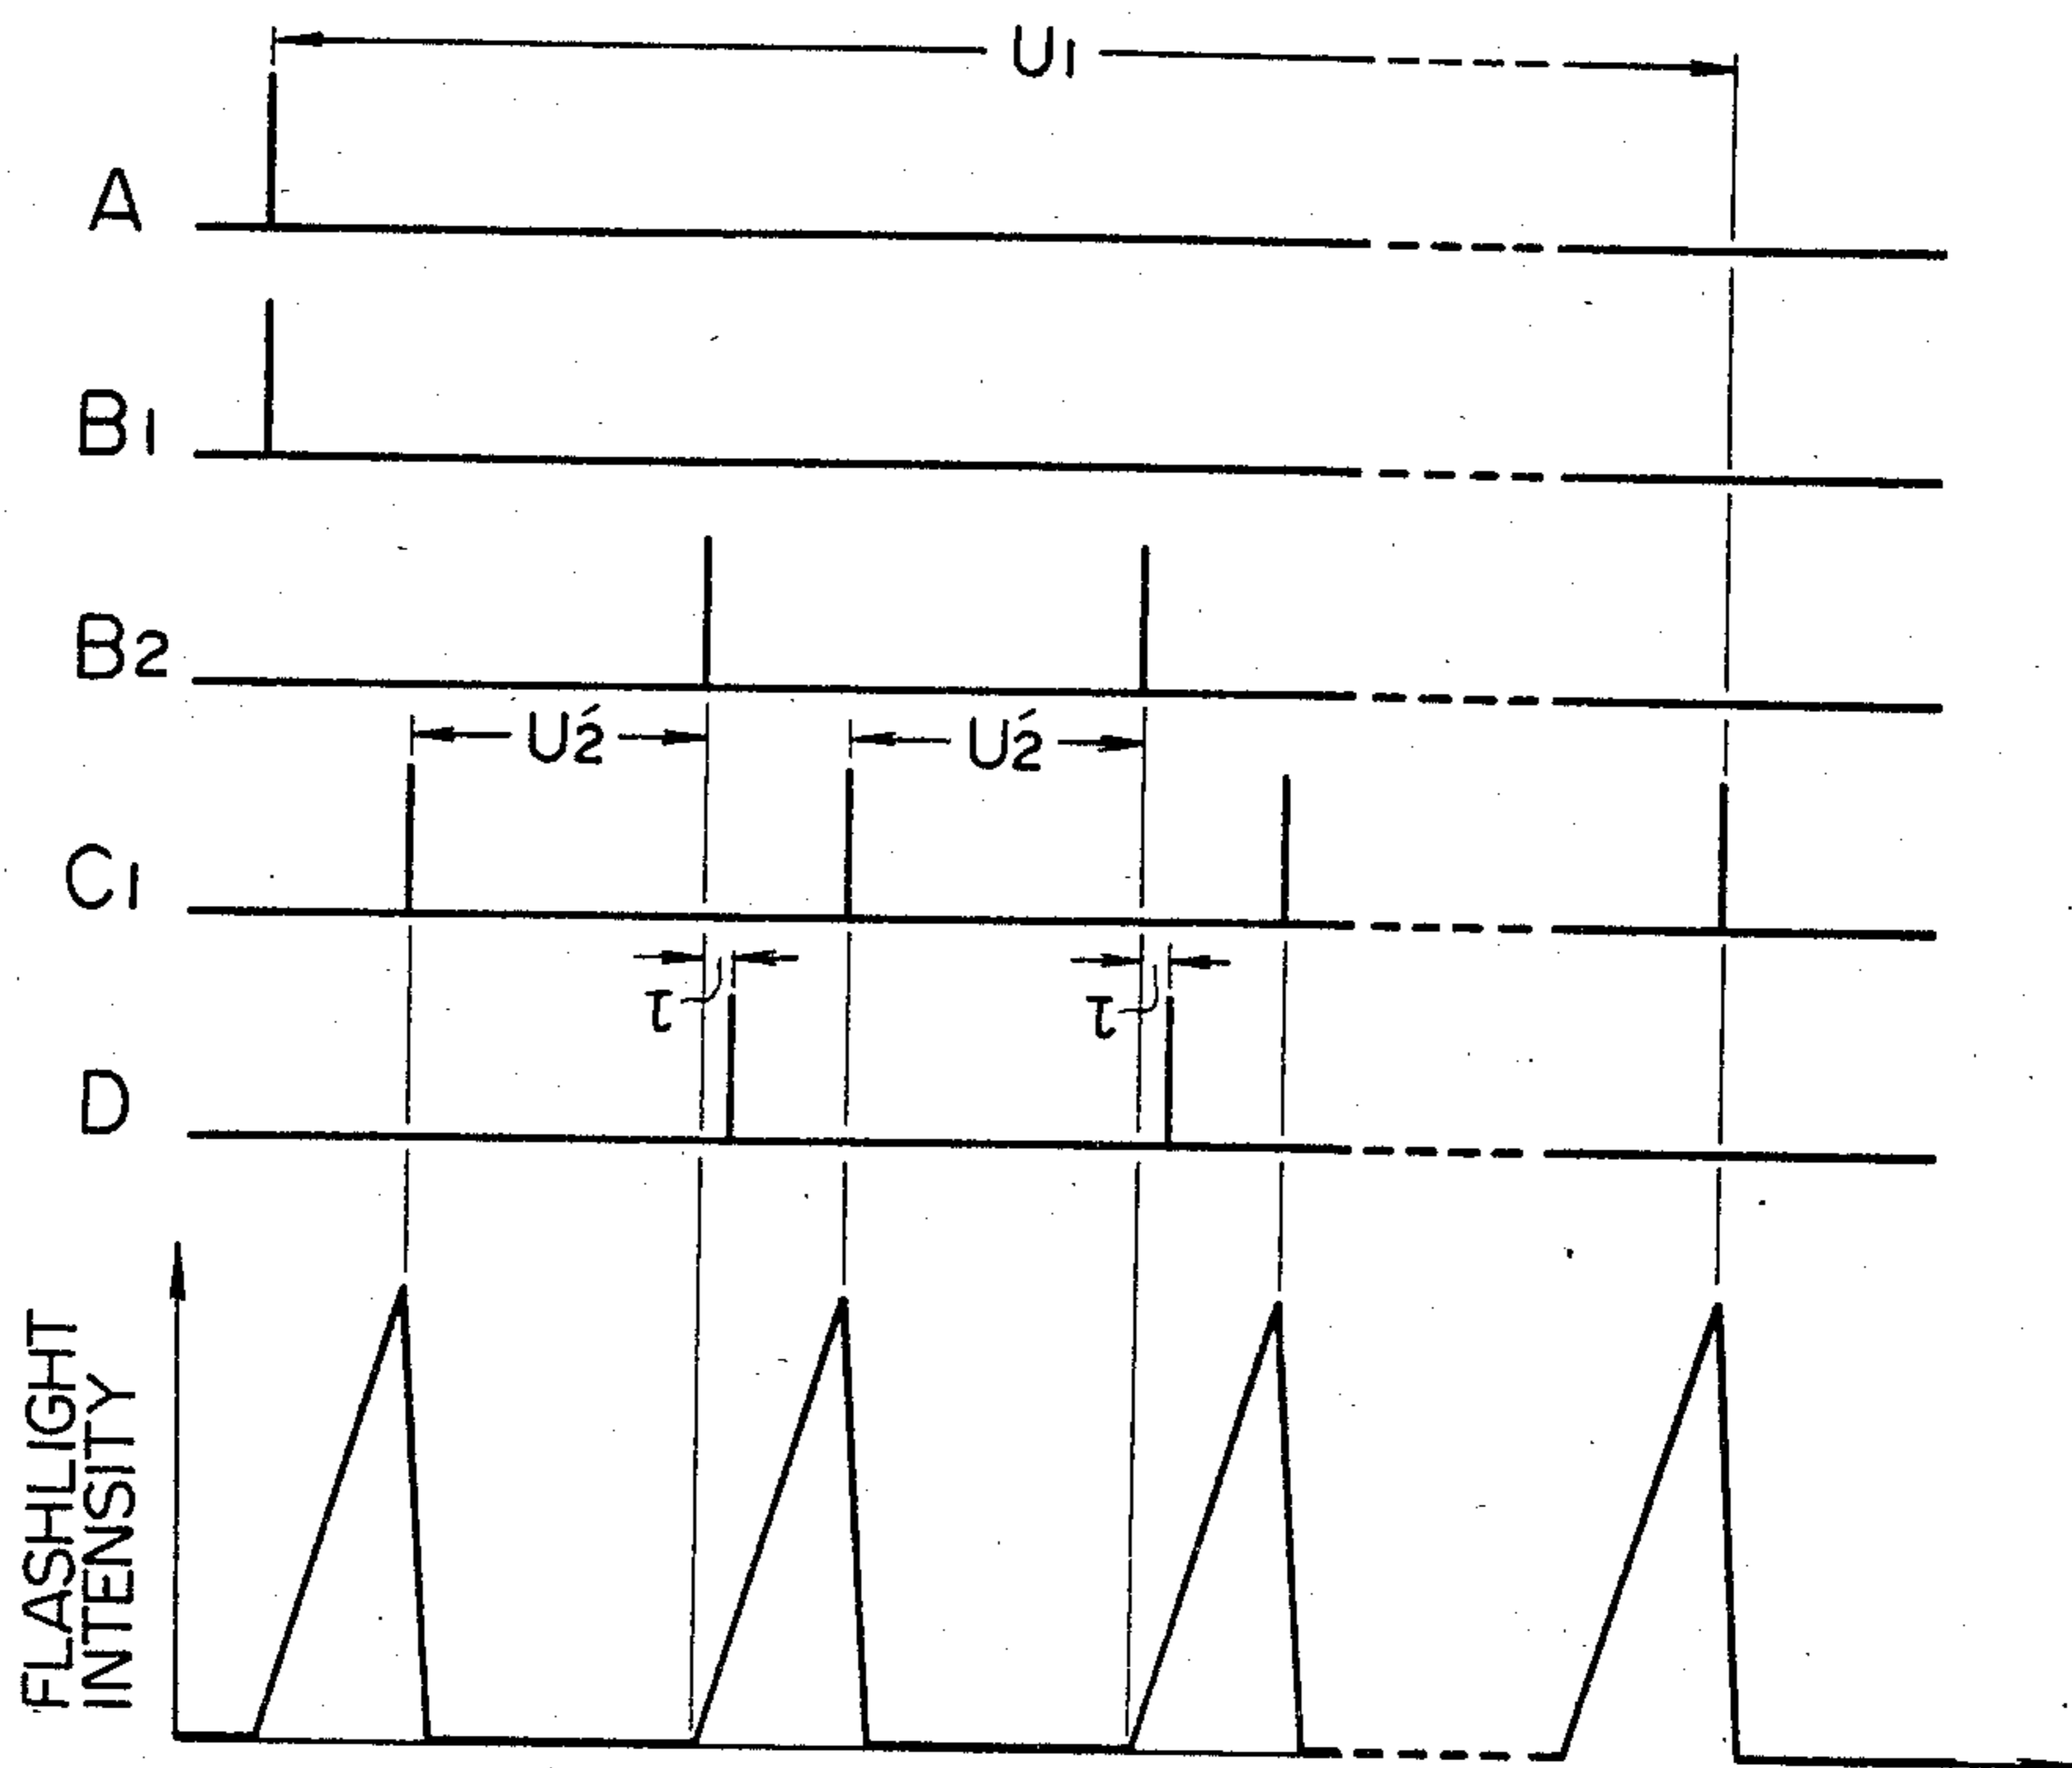 U1
A
B1
B2
U2́ U2́
C1
τ τ
D
FLASHLIGHT
INTENSITY